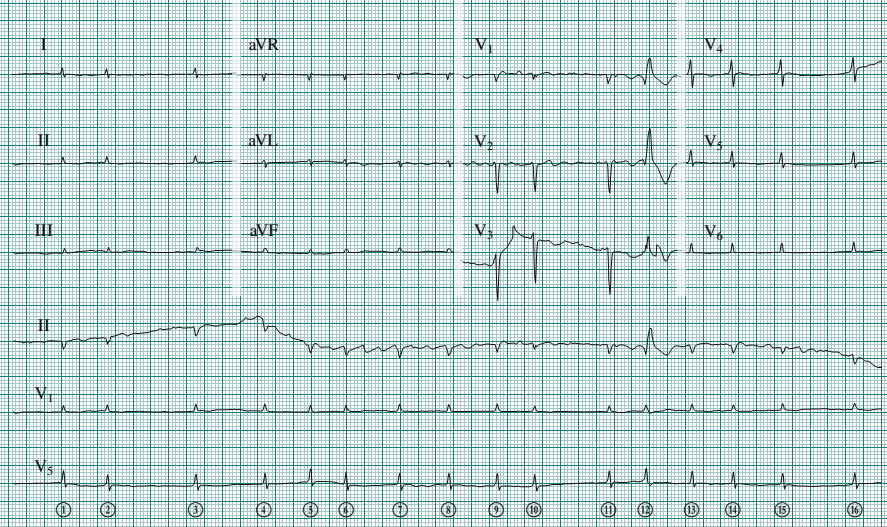 I aVR V₁ V₄
II aVL V₂ V₅
III aVF V₃ V₆
II
V₁
V₅
① ② ③ ④ ⑤ ⑥ ⑦ ⑧ ⑨ ⑩ ⑪ ⑫ ⑬ ⑭ ⑮ ⑯